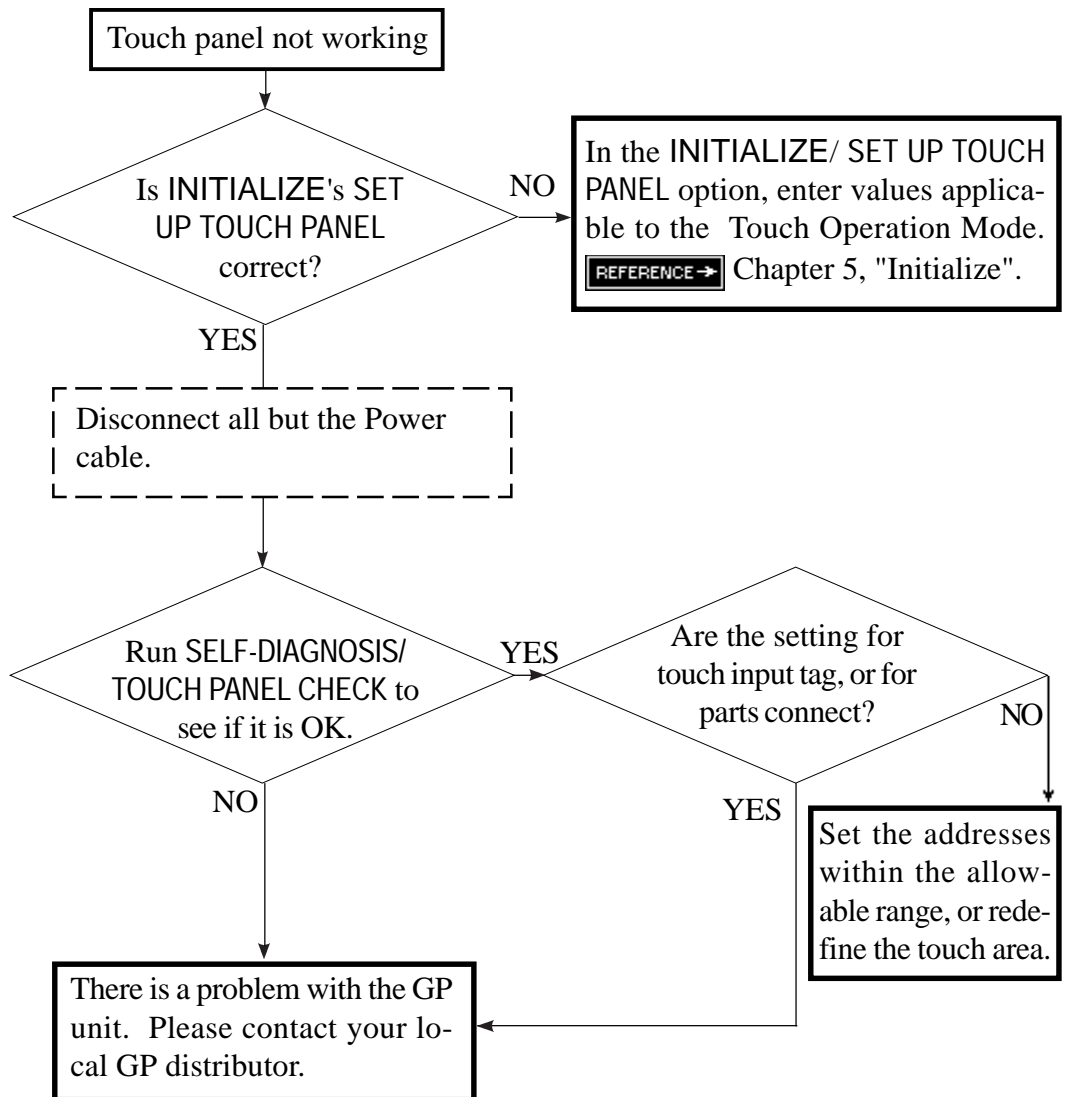 Touch panel not working
Is INITIALIZE's SET
UP TOUCH PANEL
correct?
NO
In the INITIALIZE/ SET UP TOUCH
PANEL option, enter values applica-
ble to the Touch Operation Mode.
REFERENCE → Chapter 5, "Initialize".
YES
Disconnect all but the Power
cable.
Run SELF-DIAGNOSIS/
TOUCH PANEL CHECK to
see if it is OK.
YES
Are the setting for
touch input tag, or for
parts connect?
NO
NO
YES
Set the addresses
within the allow-
able range, or rede-
fine the touch area.
There is a problem with the GP
unit. Please contact your lo-
cal GP distributor.